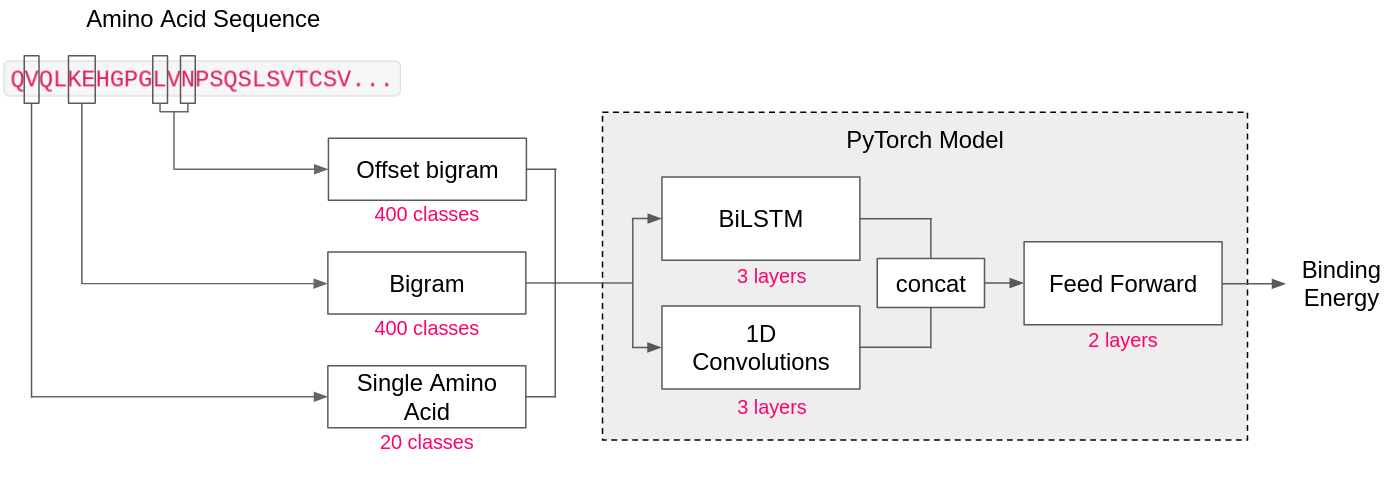 Amino Acid Sequence
QVQLKEHGPGLVNPSQSLSVTCSV...
Offset bigram
400 classes
Bigram
400 classes
Single Amino
Acid
20 classes
PyTorch Model
BiLSTM
3 layers
1D
Convolutions
3 layers
concat
Feed Forward
2 layers
Binding
Energy